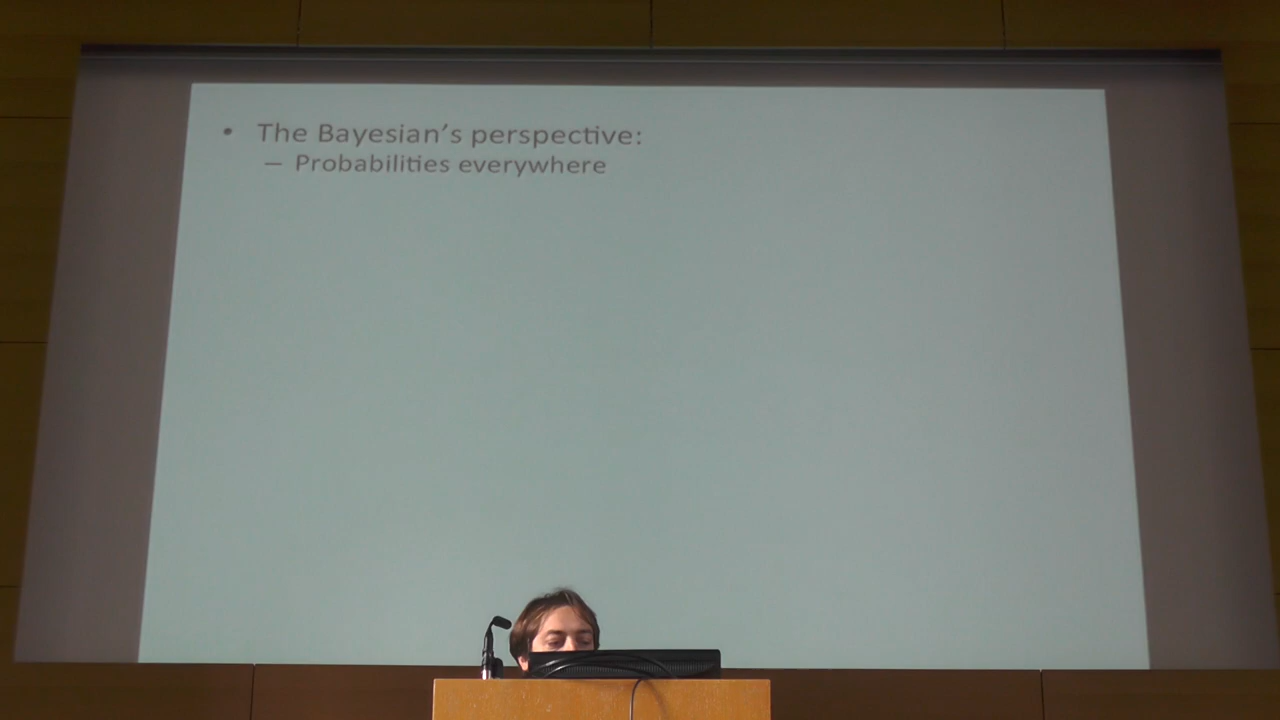 • The Bayesian's perspective:
– Probabilities everywhere